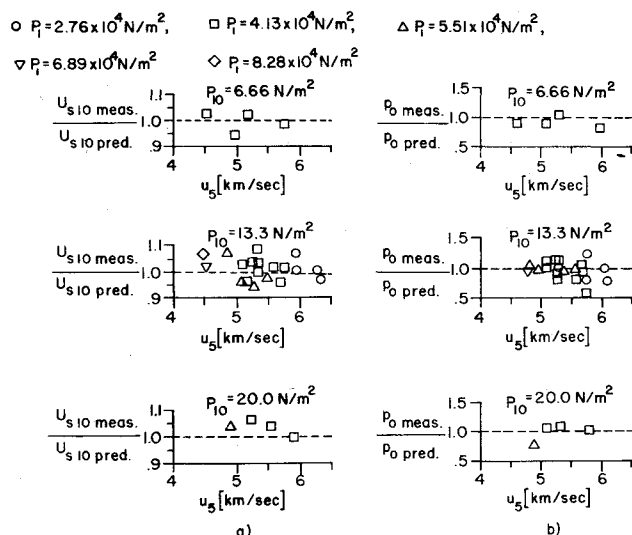 ○ P₁=2.76x10⁴N/m², □ P₁=4.13x10⁴N/m², △ P₁=5.51x10⁴N/m²,
▽ P₁=6.89x10⁴N/m² ◇ P₁=8.28x10⁴N/m²
P₁₀=6.66 N/m²
U_s10 meas.
U_s10 pred.
1.1
1.0
.9
4 5 6
u₅[km/sec]
P₁₀=6.66 N/m²
p₀ meas.
p₀ pred.
1.5
1.0
.5
4 5 6
u₅[km/sec]
P₁₀=13.3 N/m²
U_s10 meas.
U_s10 pred.
1.1
1.0
.9
4 5 6
u₅[km/sec]
P₁₀=13.3 N/m²
p₀ meas.
p₀ pred.
1.5
1.0
.5
4 5 6
u₅[km/sec]
P₁₀=20.0 N/m²
U_s10 meas.
U_s10 pred.
1.1
1.0
.9
4 5 6
u₅[km/sec]
P₁₀=20.0 N/m²
p₀ meas.
p₀ pred.
1.5
1.0
.5
4 5 6
u₅[km/sec]
a) b)